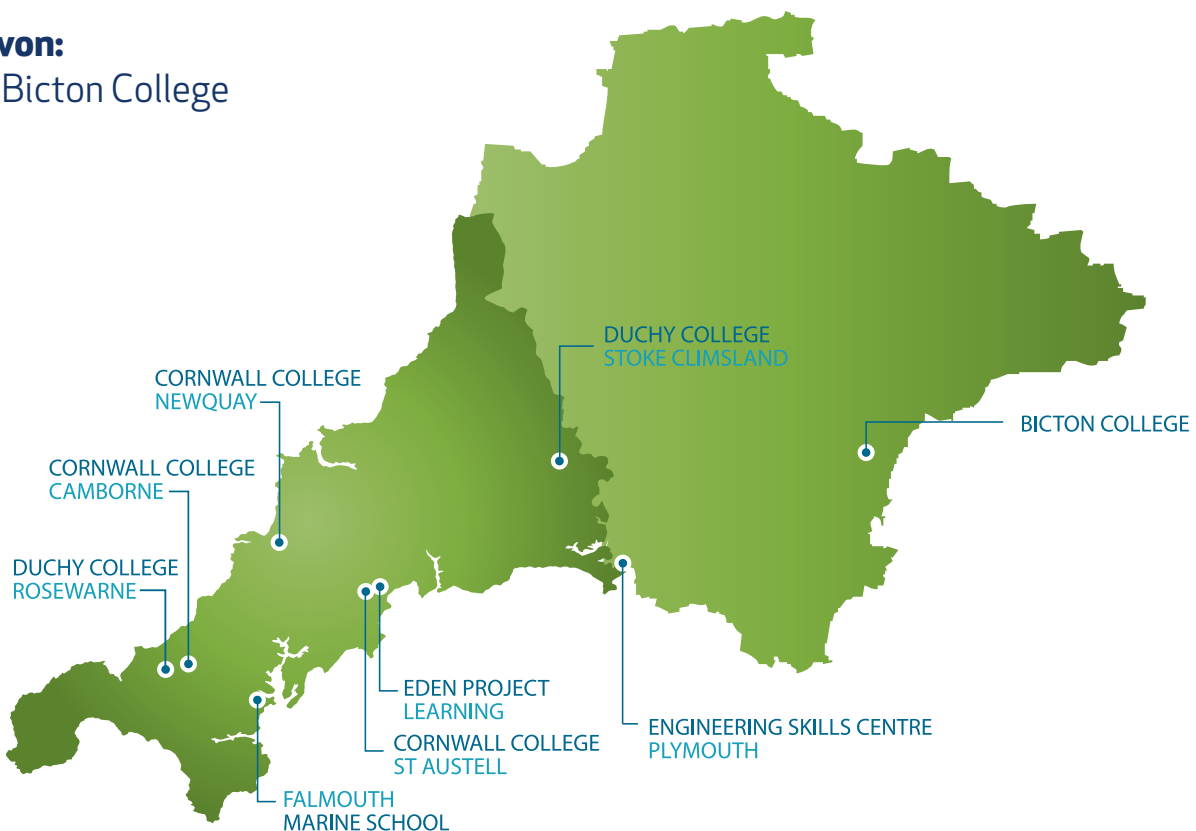 von:
Bicton College
DUCHY COLLEGE
STOKE CLIMSLAND
CORNWALL COLLEGE
NEWQUAY
BICTON COLLEGE
CORNWALL COLLEGE
CAMBORNE
DUCHY COLLEGE
ROSEWARNE
EDEN PROJECT
LEARNING
ENGINEERING SKILLS CENTRE
PLYMOUTH
CORNWALL COLLEGE
ST AUSTELL
FALMOUTH
MARINE SCHOOL